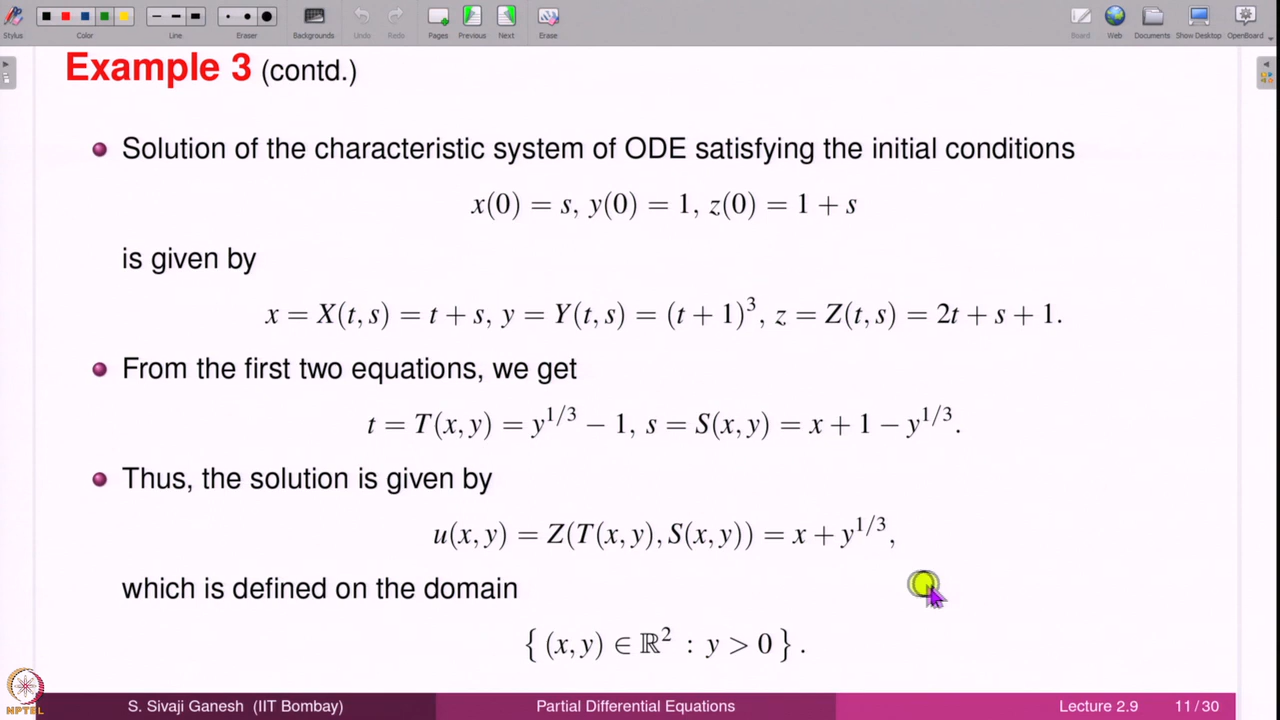 Stylus Color Line Eraser Backgrounds Undo Redo Pages Previous Next Erase Board Web Documents Show Desktop OpenBoard
Example 3 (contd.)
Solution of the characteristic system of ODE satisfying the initial conditions
x(0) = s, y(0) = 1, z(0) = 1 + s
is given by
x = X(t, s) = t + s, y = Y(t, s) = (t + 1)³, z = Z(t, s) = 2t + s + 1.
From the first two equations, we get
t = T(x, y) = y^{1/3} − 1, s = S(x, y) = x + 1 − y^{1/3}.
Thus, the solution is given by
u(x, y) = Z(T(x, y), S(x, y)) = x + y^{1/3},
which is defined on the domain
{ (x, y) ∈ ℝ² : y > 0 } .
NPTEL
S. Sivaji Ganesh (IIT Bombay) Partial Differential Equations Lecture 2.9 11 / 30